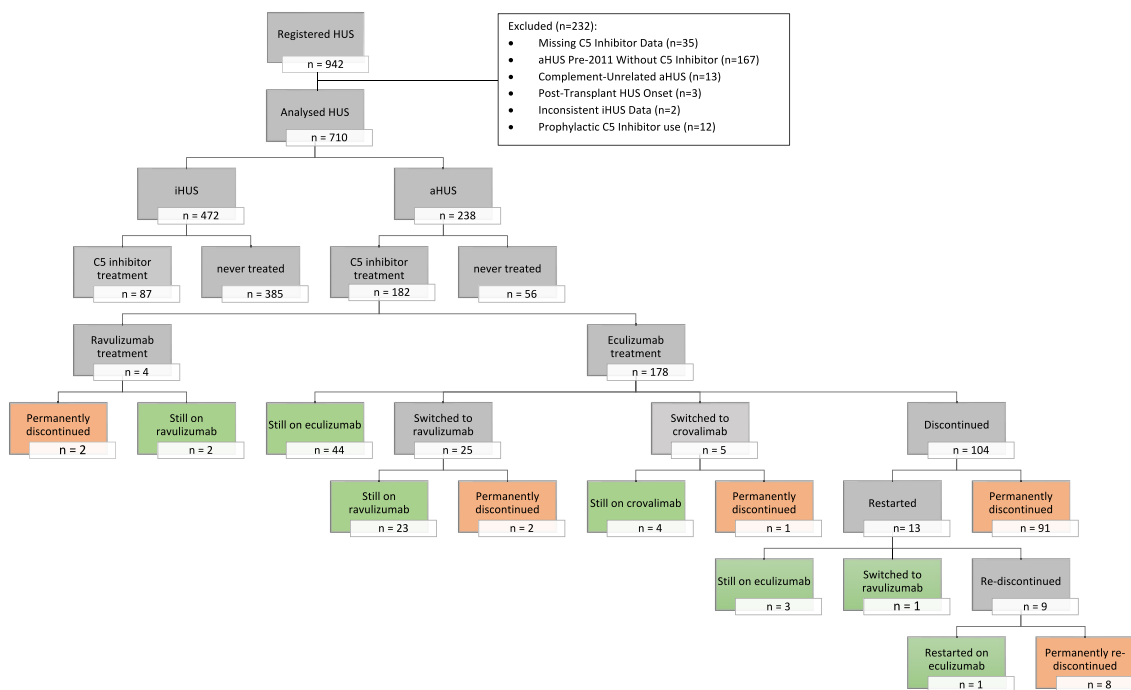 Registered HUS
n = 942
Excluded (n=232):
• Missing C5 Inhibitor Data (n=35)
• aHUS Pre-2011 Without C5 Inhibitor (n=167)
• Complement-Unrelated aHUS (n=13)
• Post-Transplant HUS Onset (n=3)
• Inconsistent iHUS Data (n=2)
• Prophylactic C5 Inhibitor use (n=12)
Analysed HUS
n = 710
iHUS
n = 472
aHUS
n = 238
C5 inhibitor
treatment
n = 87
never treated
n = 385
C5 inhibitor
treatment
n = 182
never treated
n = 56
Ravulizumab
treatment
n = 4
Eculizumab
treatment
n = 178
Permanently
discontinued
n = 2
Still on
ravulizumab
n = 2
Still on eculizumab
n = 44
Switched to
ravulizumab
n = 25
Switched to
crovalimab
n = 5
Discontinued
n = 104
Still on
ravulizumab
n = 23
Permanently
discontinued
n = 2
Still on crovalimab
n = 4
Permanently
discontinued
n = 1
Restarted
n = 13
Permanently
discontinued
n = 91
Still on eculizumab
n = 3
Switched to
ravulizumab
n = 1
Re-discontinued
n = 9
Restarted on
eculizumab
n = 1
Permanently re-
discontinued
n = 8